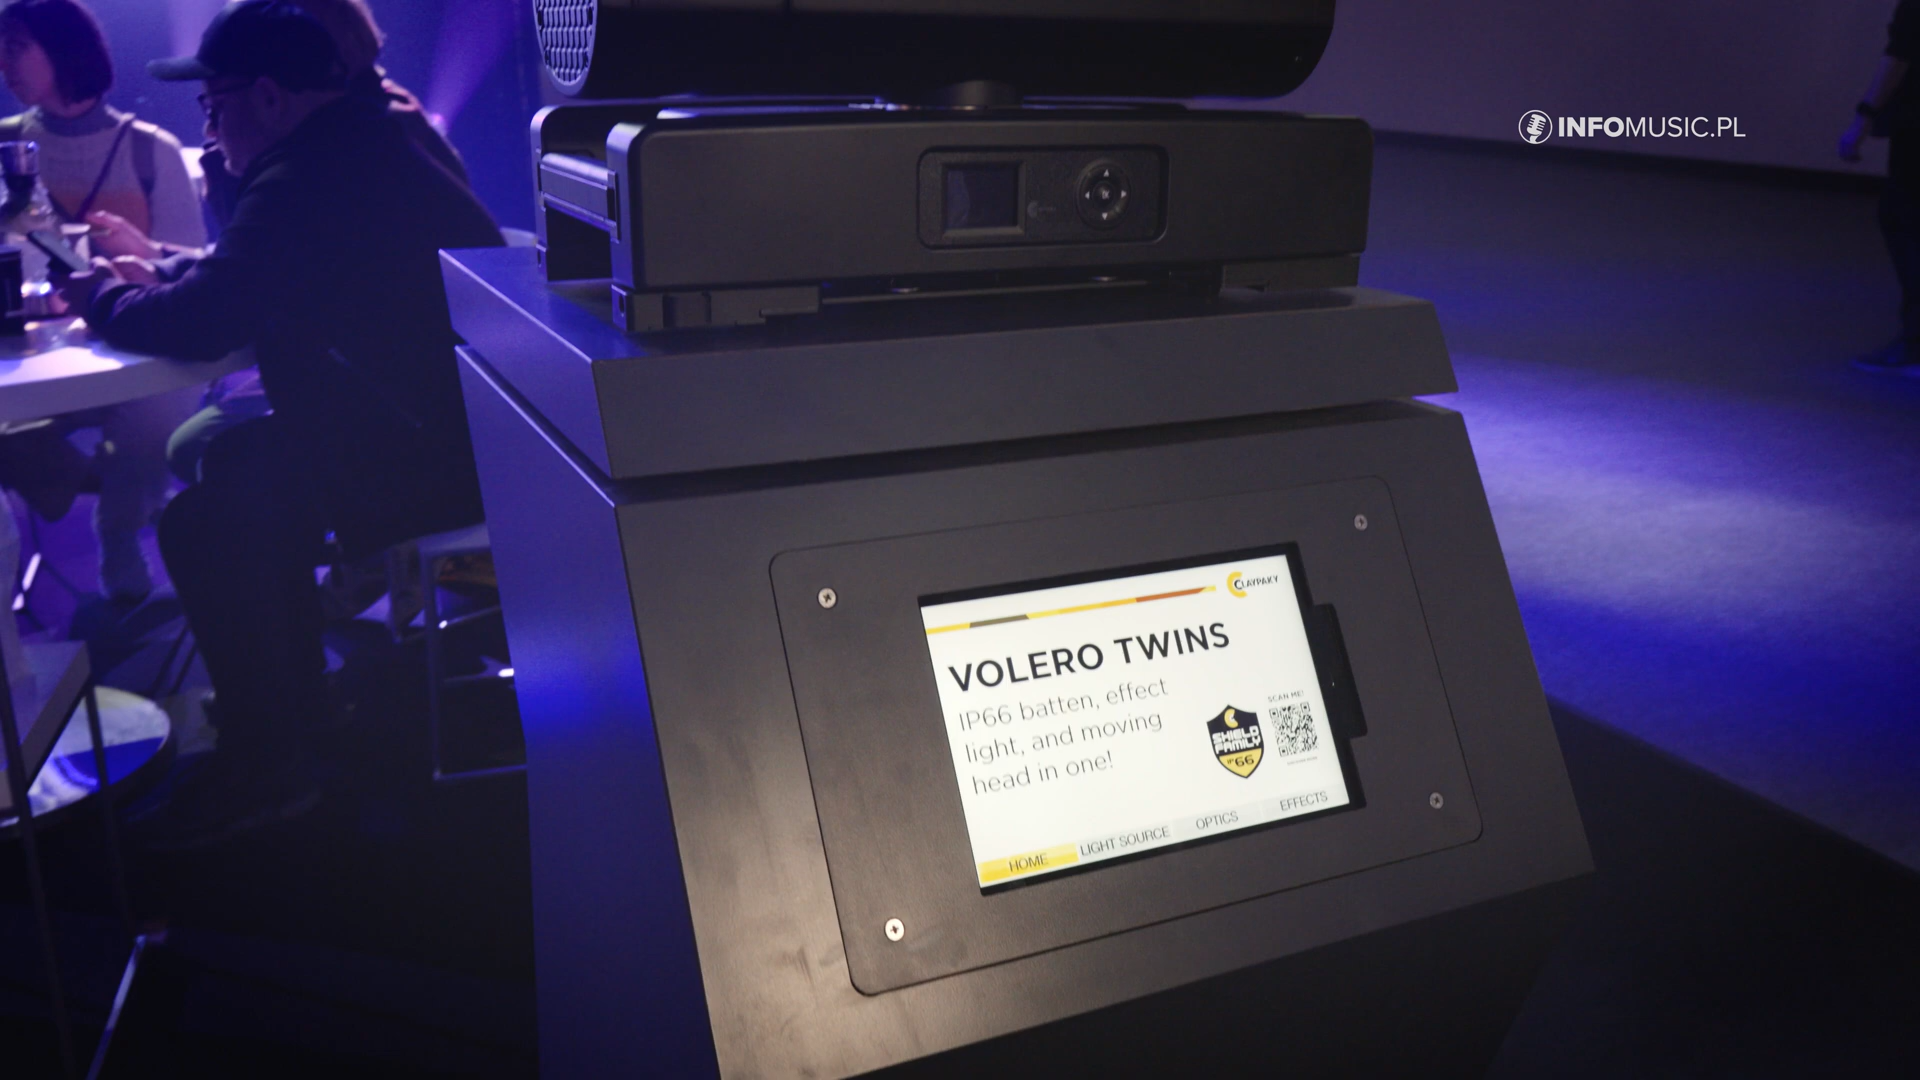 INFOMUSIC.PL
CLAYPAKY
VOLERO TWINS
IP66 batten, effect
light, and moving
head in one!
SCAN ME!
SHIELD
FAMILY
IP66
HOME
LIGHT SOURCE
OPTICS
EFFECTS